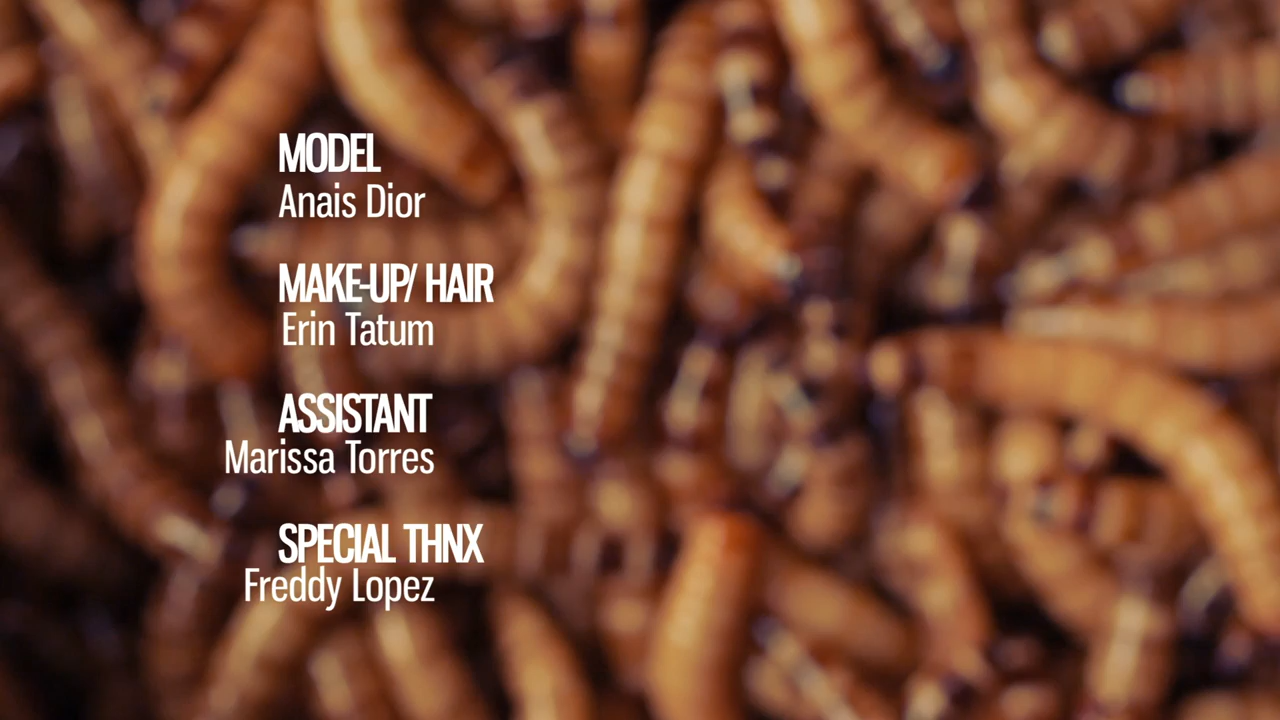 MODEL
Anais Dior
MAKE-UP/ HAIR
Erin Tatum
ASSISTANT
Marissa Torres
SPECIAL THNX
Freddy Lopez